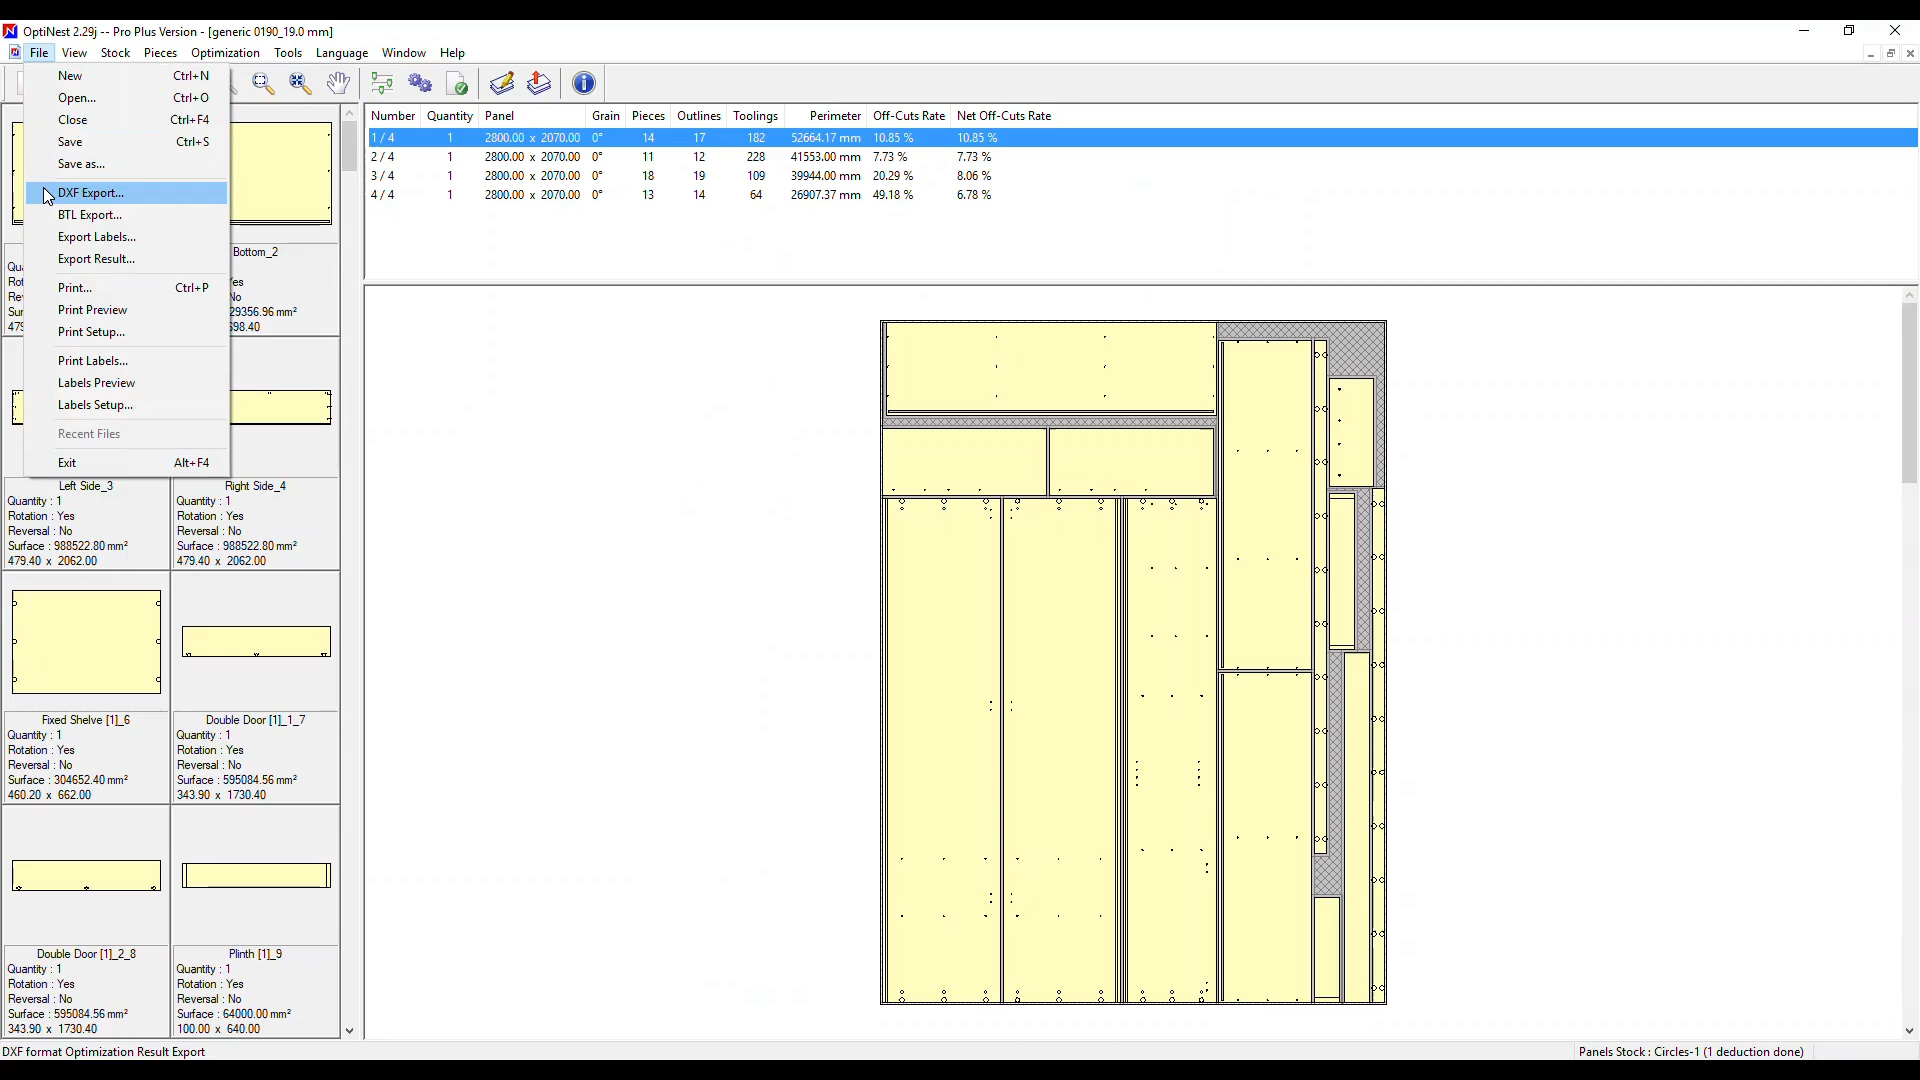 OptiNest 2.29j -- Pro Plus Version - [generic 0190_19.0 mm]
File View Stock Pieces Optimization Tools Language Window Help
New Ctrl+N
Open... Ctrl+O
Close Ctrl+F4
Save Ctrl+S
Save as...
DXF Export...
BTL Export...
Export Labels...
Export Result...
Print... Ctrl+P
Print Preview
Print Setup...
Print Labels...
Labels Preview
Labels Setup...
Recent Files
Exit Alt+F4
Number Quantity Panel Grain Pieces Outlines Toolings Perimeter Off-Cuts Rate Net Off-Cuts Rate
1 / 4 1 2800.00 x 2070.00 0° 14 17 182 52664.17 mm 10.85 % 10.85 %
2 / 4 1 2800.00 x 2070.00 0° 11 12 228 41553.00 mm 7.73 % 7.73 %
3 / 4 1 2800.00 x 2070.00 0° 18 19 109 39944.00 mm 20.29 % 8.06 %
4 / 4 1 2800.00 x 2070.00 0° 13 14 64 26907.37 mm 49.18 % 6.78 %
Bottom_2
No
29356.96 mm²
Left Side_3
Quantity : 1
Rotation : Yes
Reversal : No
Surface : 988522.80 mm²
479.40 x 2062.00
Right Side_4
Quantity : 1
Rotation : Yes
Reversal : No
Surface : 988522.80 mm²
479.40 x 2062.00
Fixed Shelve [1]_6
Quantity : 1
Rotation : Yes
Reversal : No
Surface : 304652.40 mm²
460.20 x 662.00
Double Door [1]_1_7
Quantity : 1
Rotation : Yes
Reversal : No
Surface : 595084.56 mm²
343.90 x 1730.40
Double Door [1]_2_8
Quantity : 1
Rotation : Yes
Reversal : No
Surface : 595084.56 mm²
343.90 x 1730.40
Plinth [1]_9
Quantity : 1
Rotation : Yes
Reversal : No
Surface : 64000.00 mm²
100.00 x 640.00
DXF format Optimization Result Export
Panels Stock : Circles-1 (1 deduction done)